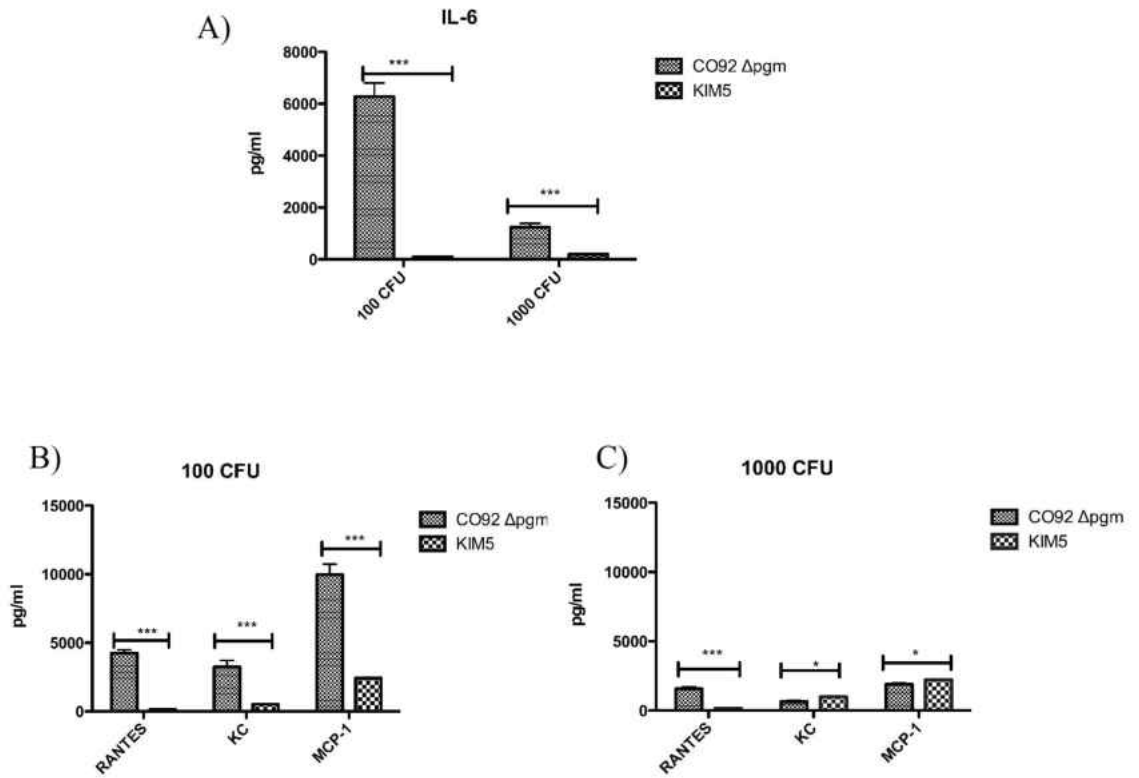 A)
IL-6
8000
6000
4000
2000
0
pg/ml
***
***
100 CFU
1000 CFU
CO92 Δpgm
KIM5
B)
100 CFU
15000
10000
5000
0
pg/ml
***
***
***
RANTES
KC
MCP-1
CO92 Δpgm
KIM5
C)
1000 CFU
15000
10000
5000
0
pg/ml
***
*
*
RANTES
KC
MCP-1
CO92 Δpgm
KIM5